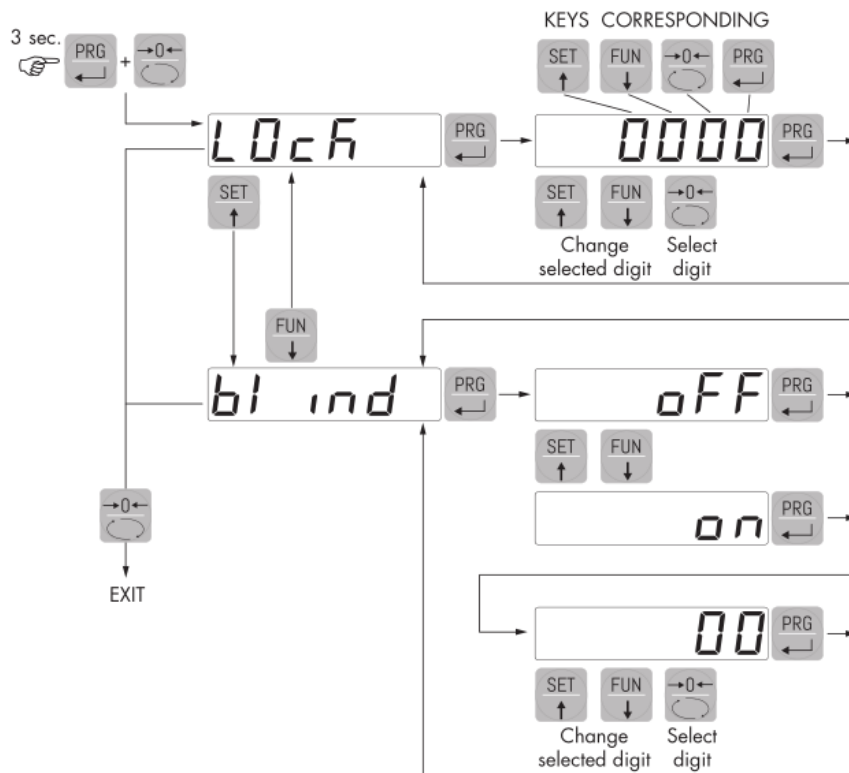 KEYS CORRESPONDING
3 sec.
PRG + →0←
SET FUN →0← PRG
L0ck PRG 0000 PRG
SET SET FUN →0←
Change Select
selected digit digit
FUN
bl ind PRG oFF PRG
SET FUN
→0← on PRG
EXIT
00 PRG
SET FUN →0←
Change Select
selected digit digit